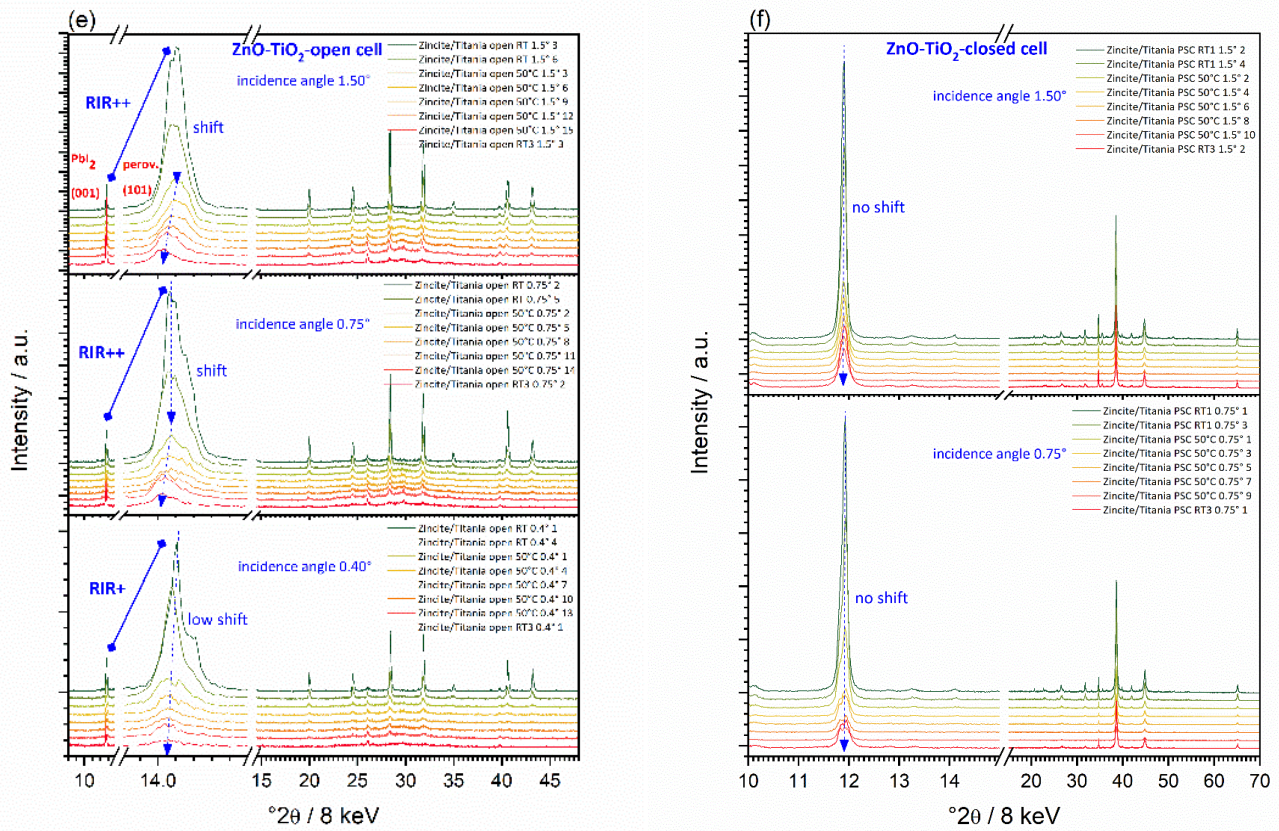 (e)
ZnO-TiO₂-open cell
incidence angle 1.50°
RIR++
shift
PbI₂
(001)
perov.
(101)
Zincite/Titania open RT 1.5° 3
Zincite/Titania open RT 1.5° 6
Zincite/Titania open 50°C 1.5° 3
Zincite/Titania open 50°C 1.5° 6
Zincite/Titania open 50°C 1.5° 9
Zincite/Titania open 50°C 1.5° 12
Zincite/Titania open 50°C 1.5° 15
Zincite/Titania open RT3 1.5° 3
incidence angle 0.75°
RIR++
shift
Zincite/Titania open RT 0.75° 2
Zincite/Titania open RT 0.75° 5
Zincite/Titania open 50°C 0.75° 2
Zincite/Titania open 50°C 0.75° 5
Zincite/Titania open 50°C 0.75° 8
Zincite/Titania open 50°C 0.75° 11
Zincite/Titania open 50°C 0.75° 14
Zincite/Titania open RT3 0.75° 2
incidence angle 0.40°
RIR+
low shift
Zincite/Titania open RT 0.4° 1
Zincite/Titania open RT 0.4° 4
Zincite/Titania open 50°C 0.4° 1
Zincite/Titania open 50°C 0.4° 4
Zincite/Titania open 50°C 0.4° 7
Zincite/Titania open 50°C 0.4° 10
Zincite/Titania open 50°C 0.4° 13
Zincite/Titania open RT3 0.4° 1
Intensity / a.u.
10 14.0 15 20 25 30 35 40 45
°2θ / 8 keV
(f)
ZnO-TiO₂-closed cell
incidence angle 1.50°
no shift
Zincite/Titania PSC RT1 1.5° 2
Zincite/Titania PSC RT1 1.5° 4
Zincite/Titania PSC 50°C 1.5° 2
Zincite/Titania PSC 50°C 1.5° 4
Zincite/Titania PSC 50°C 1.5° 6
Zincite/Titania PSC 50°C 1.5° 8
Zincite/Titania PSC 50°C 1.5° 10
Zincite/Titania PSC RT3 1.5° 2
incidence angle 0.75°
no shift
Zincite/Titania PSC RT1 0.75° 1
Zincite/Titania PSC RT1 0.75° 3
Zincite/Titania PSC 50°C 0.75° 1
Zincite/Titania PSC 50°C 0.75° 3
Zincite/Titania PSC 50°C 0.75° 5
Zincite/Titania PSC 50°C 0.75° 7
Zincite/Titania PSC 50°C 0.75° 9
Zincite/Titania PSC RT3 0.75° 1
Intensity / a.u.
10 11 12 13 14 20 30 40 50 60 70
°2θ / 8 keV